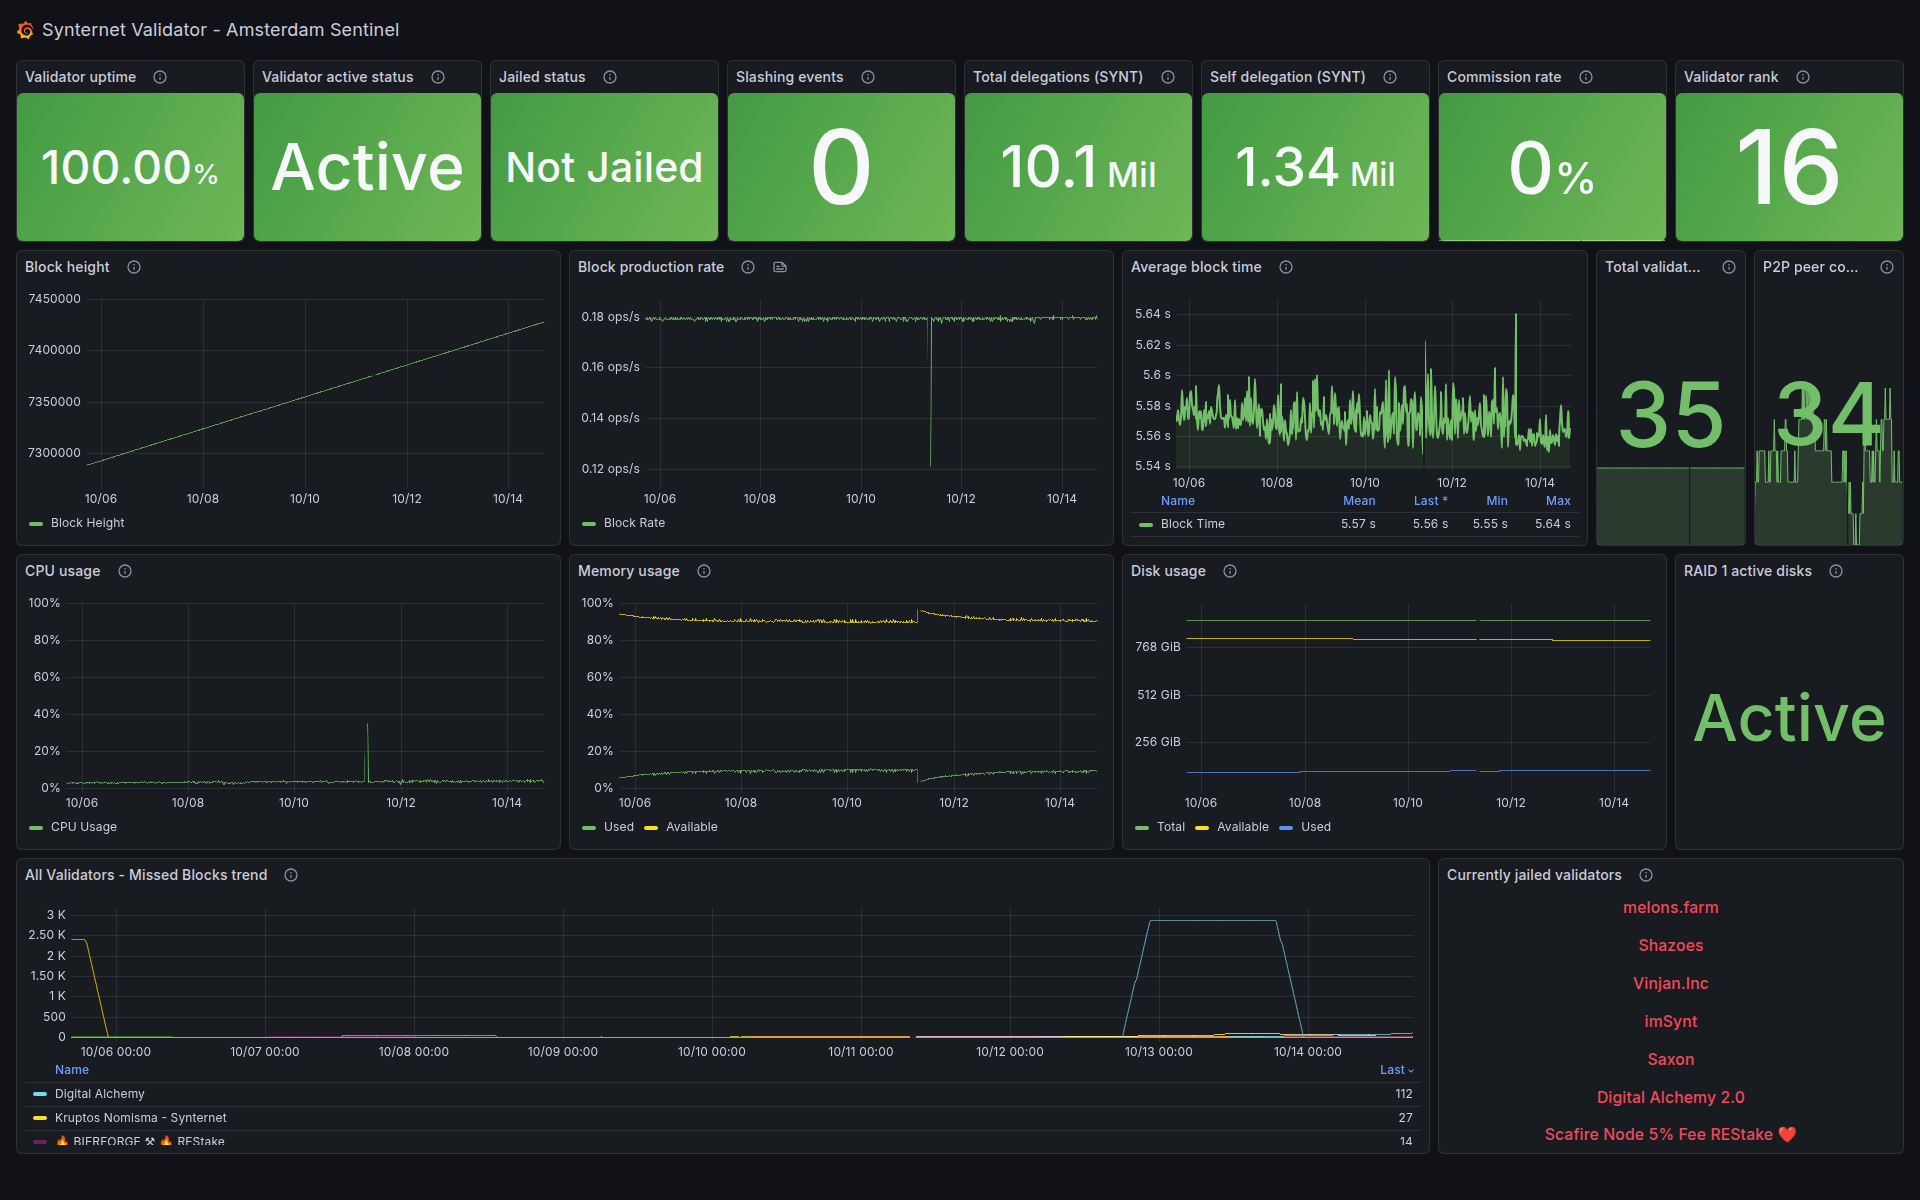 Synternet Validator - Amsterdam Sentinel
Validator uptime
Validator active status
Jailed status
Slashing events
Total delegations (SYNT)
Self delegation (SYNT)
Commission rate
Validator rank
100.00%
Active
Not Jailed
0
10.1 Mil
1.34 Mil
0%
16
Block height
7450000
7400000
7350000
7300000
10/06 10/08 10/10 10/12 10/14
Block Height
Block production rate
0.18 ops/s
0.16 ops/s
0.14 ops/s
0.12 ops/s
10/06 10/08 10/10 10/12 10/14
Block Rate
Average block time
5.64 s
5.62 s
5.6 s
5.58 s
5.56 s
5.54 s
10/06 10/08 10/10 10/12 10/14
Name Mean Last * Min Max
Block Time 5.57 s 5.56 s 5.55 s 5.64 s
Total validat...
35
P2P peer co...
34
CPU usage
100%
80%
60%
40%
20%
0%
10/06 10/08 10/10 10/12 10/14
CPU Usage
Memory usage
100%
80%
60%
40%
20%
0%
10/06 10/08 10/10 10/12 10/14
Used Available
Disk usage
768 GiB
512 GiB
256 GiB
10/06 10/08 10/10 10/12 10/14
Total Available Used
RAID 1 active disks
Active
All Validators - Missed Blocks trend
3 K
2.50 K
2 K
1.50 K
1 K
500
0
10/06 00:00 10/07 00:00 10/08 00:00 10/09 00:00 10/10 00:00 10/11 00:00 10/12 00:00 10/13 00:00 10/14 00:00
Name Last
Digital Alchemy 112
Kruptos Nomisma - Synternet 27
🔥 BIERFORGE ⚒ 🔥 REStake 14
Currently jailed validators
melons.farm
Shazoes
Vinjan.Inc
imSynt
Saxon
Digital Alchemy 2.0
Scafire Node 5% Fee REStake ❤️